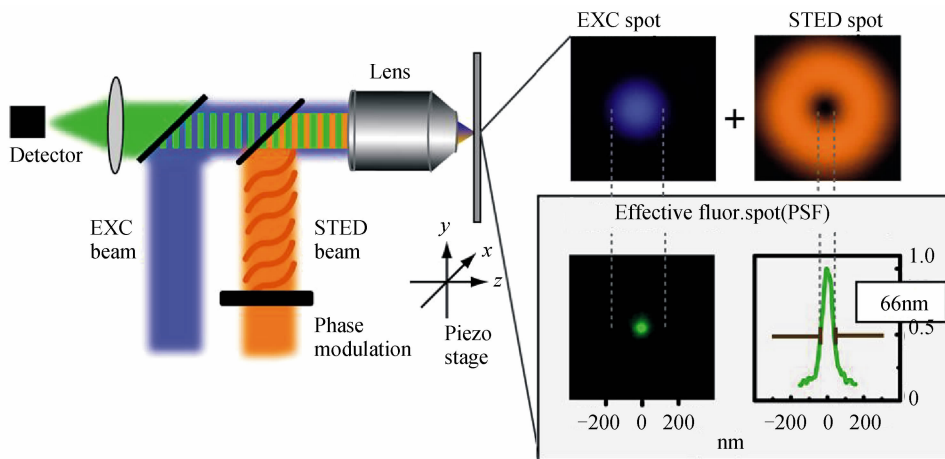 EXC spot
STED spot
Lens
Detector
EXC
beam
STED
beam
Phase
modulation
y
x
z
Piezo
stage
+
Effective fluor.spot(PSF)
1.0
66nm
0.5
0
−200 0 200
−200 0 200
nm